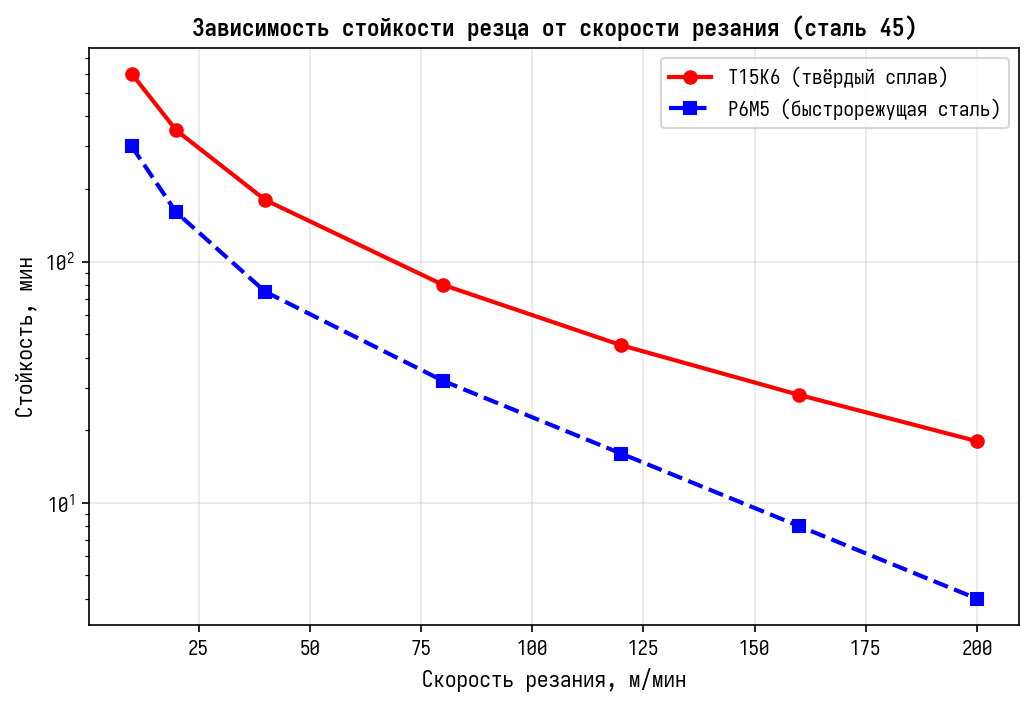 Зависимость стойкости резца от скорости резания (сталь 45)
Т15К6 (твёрдый сплав)
Р6М5 (быстрорежущая сталь)
Стойкость, мин
10²
10¹
25 50 75 100 125 150 175 200
Скорость резания, м/мин